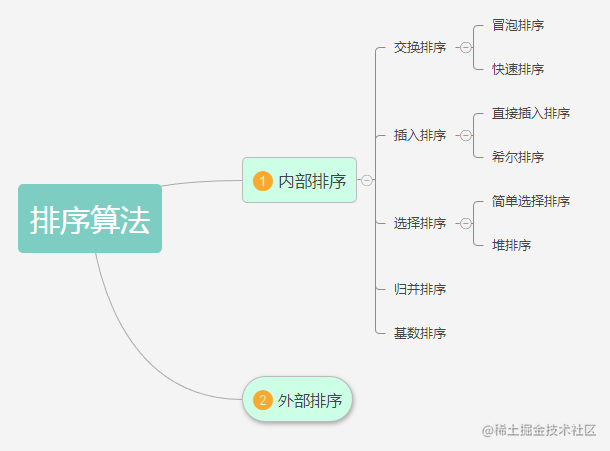 排序算法
1 内部排序
交换排序
冒泡排序
快速排序
插入排序
直接插入排序
希尔排序
选择排序
简单选择排序
堆排序
归并排序
基数排序
2 外部排序
@稀土掘金技术社区